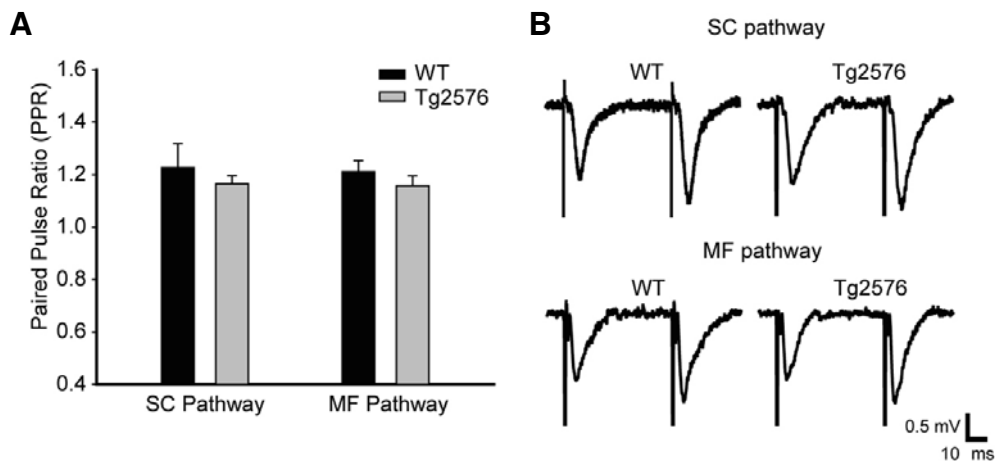 A
Paired Pulse Ratio (PPR)
1.6
1.4
1.2
1.0
0.8
0.6
0.4
WT
Tg2576
SC Pathway
MF Pathway
B
SC pathway
WT
Tg2576
MF pathway
WT
Tg2576
0.5 mV
10 ms